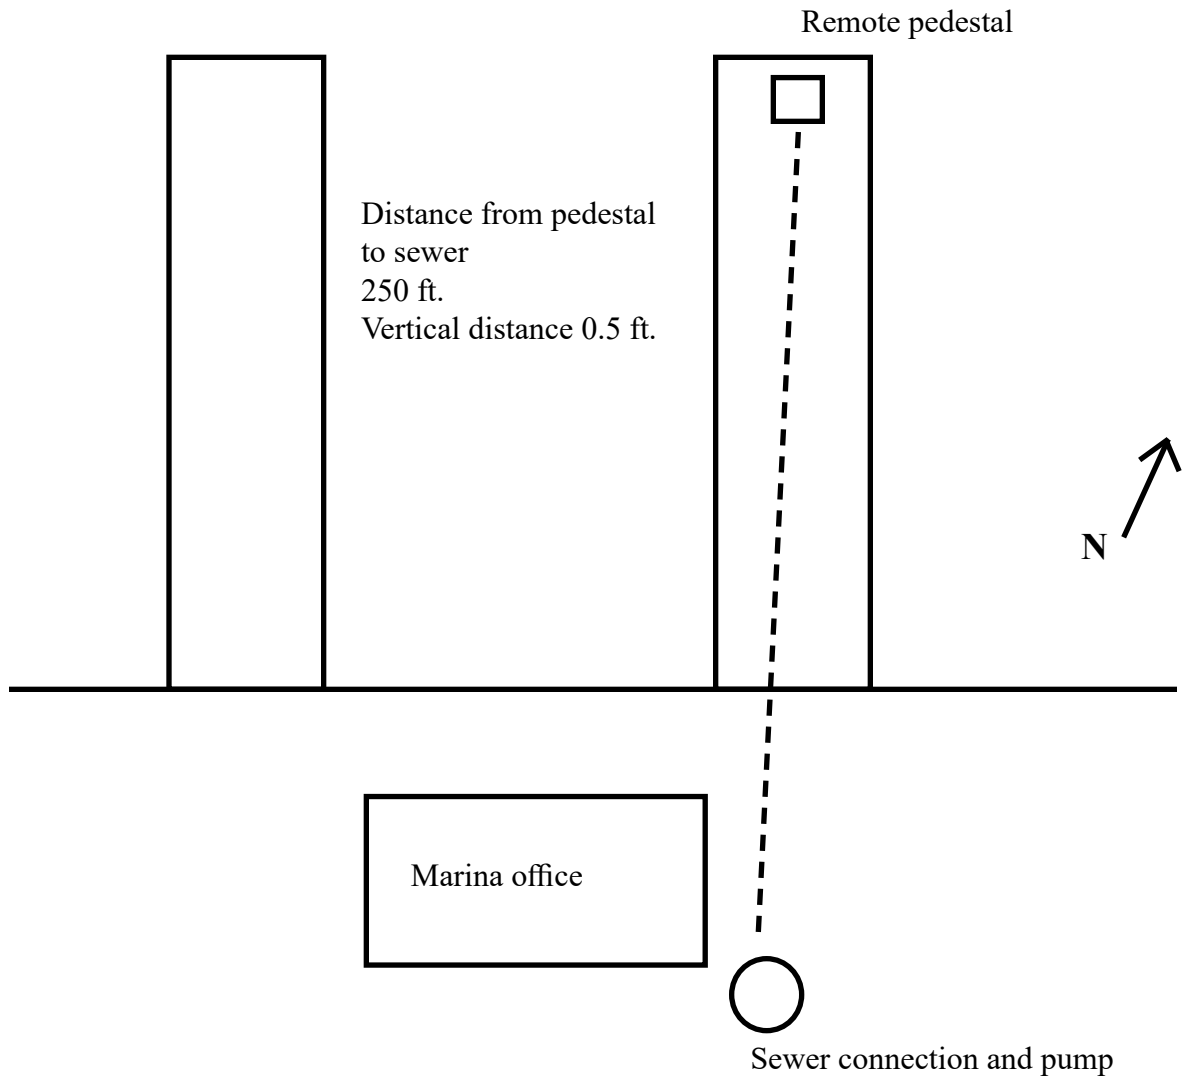 Remote pedestal
Distance from pedestal
to sewer
250 ft.
Vertical distance 0.5 ft.
N
Marina office
Sewer connection and pump